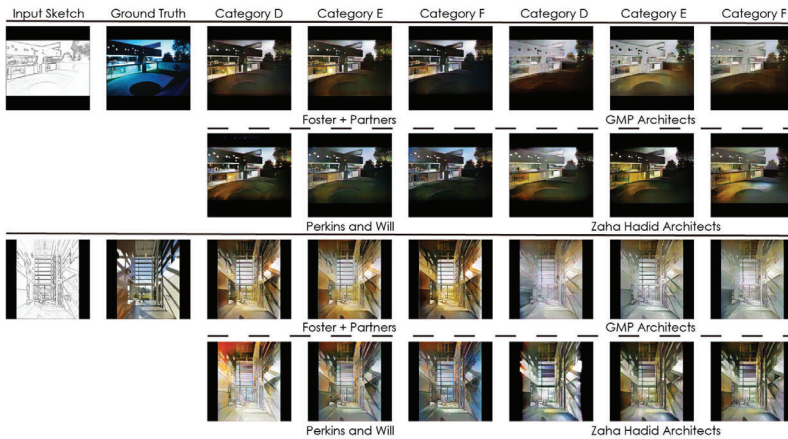 Input Sketch Ground Truth Category D Category E Category F Category D Category E Category F
Foster + Partners GMP Architects
Perkins and Will Zaha Hadid Architects
Foster + Partners GMP Architects
Perkins and Will Zaha Hadid Architects